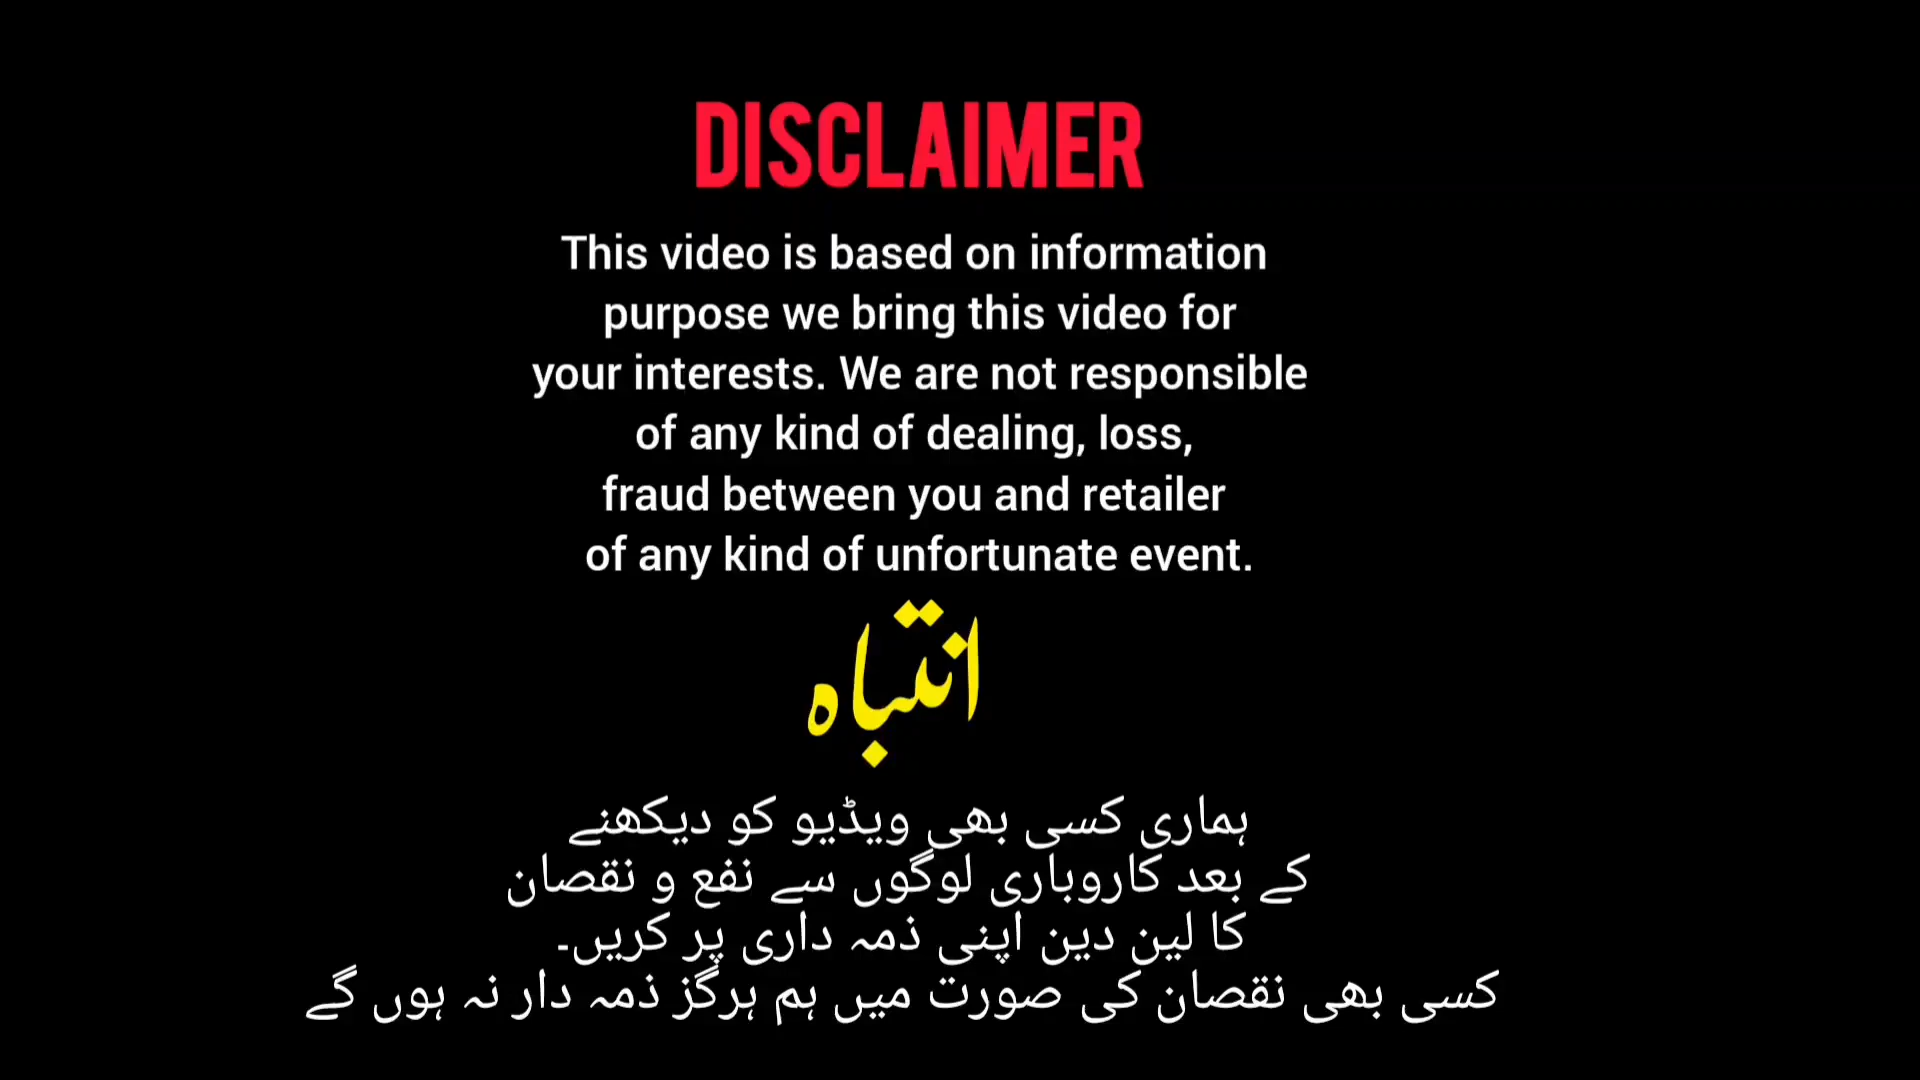 DISCLAIMER
This video is based on information
purpose we bring this video for
your interests. We are not responsible
of any kind of dealing, loss,
fraud between you and retailer
of any kind of unfortunate event.
انتباہ
ہماری کسی بھی ویڈیو کو دیکھنے
کے بعد کاروباری لوگوں سے نفع و نقصان
کا لین دین اپنی ذمہ داری پر کریں۔
کسی بھی نقصان کی صورت میں ہم ہرگز ذمہ دار نہ ہوں گے